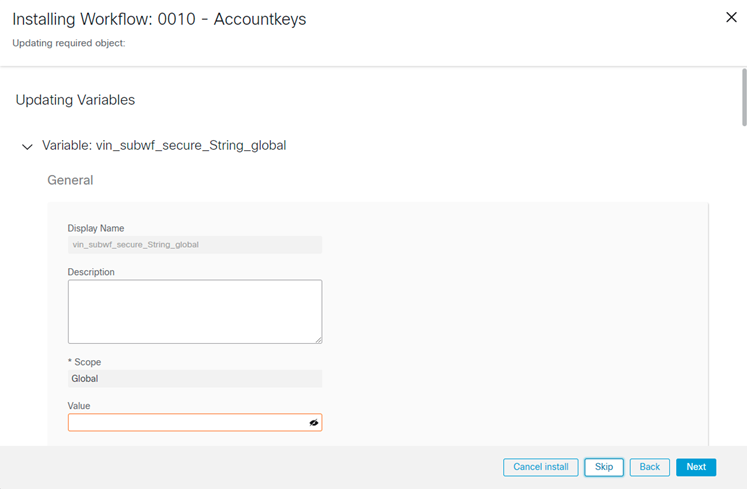 Installing Workflow: 0010 - Accountkeys
Updating required object:
Updating Variables
Variable: vin_subwf_secure_String_global
General
Display Name
vin_subwf_secure_String_global
Description
* Scope
Global
Value
Cancel install
Skip
Back
Next